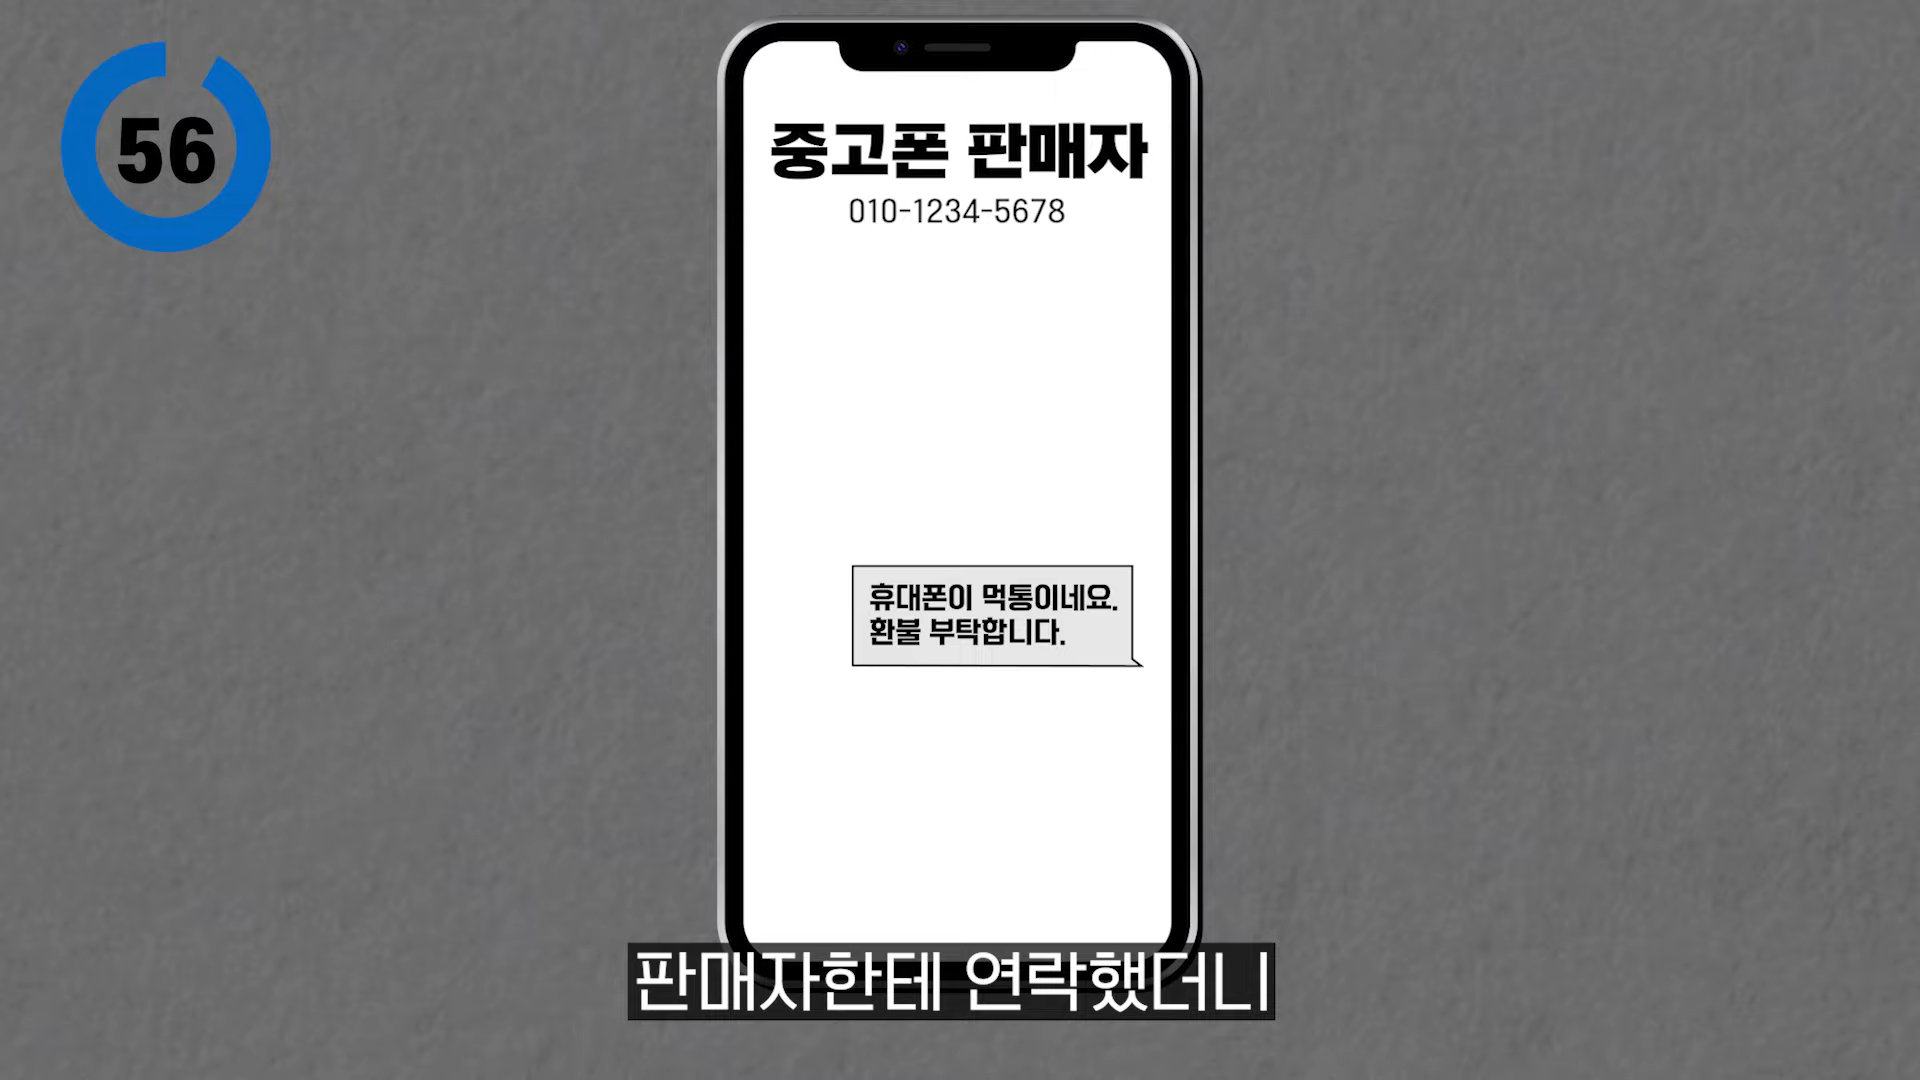 56
중고폰 판매자
010-1234-5678
휴대폰이 먹통이네요.
환불 부탁합니다.
판매자한테 연락했더니